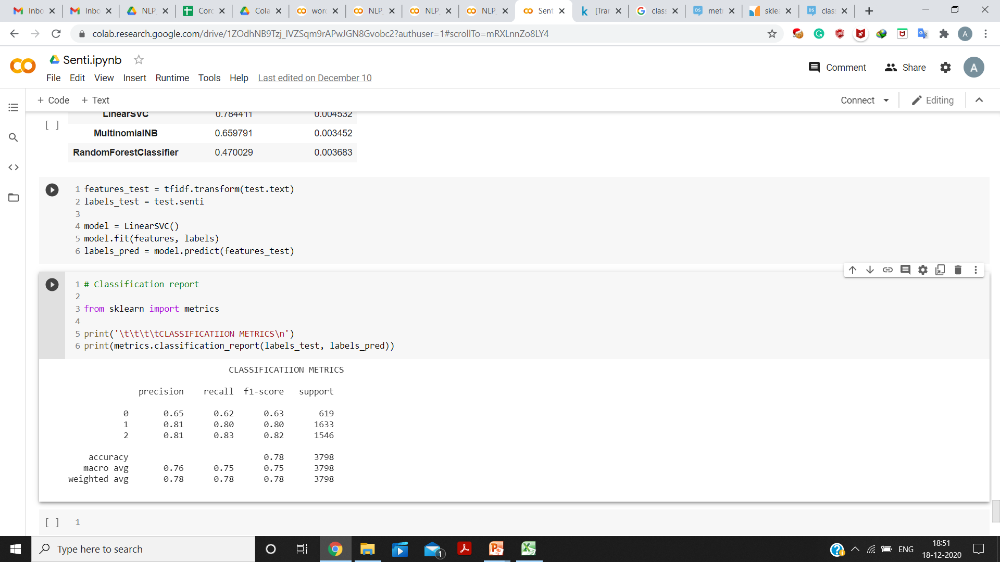 Inbo
Inbo
NLP
Corc
Cola
wor
NLP
NLP
NLP
Sent
[Trar
clas
met
skle
clas
colab.research.google.com/drive/1ZOdhNB9Tzj_IVZSqm9rAPwJGN8Gvobc2?authuser=1#scrollTo=mRXLnnZo8LY4
A
Senti.ipynb
Comment
Share
A
File Edit View Insert Runtime Tools Help Last edited on December 10
+ Code + Text
Connect
Editing
LinearSVC 0.784411 0.004532
[ ]
MultinomialNB 0.659791 0.003452
RandomForestClassifier 0.470029 0.003683
1 features_test = tfidf.transform(test.text)
2 labels_test = test.senti
3
4 model = LinearSVC()
5 model.fit(features, labels)
6 labels_pred = model.predict(features_test)
1 # Classification report
2
3 from sklearn import metrics
4
5 print('\t\t\t\tCLASSIFICATIION METRICS\n')
6 print(metrics.classification_report(labels_test, labels_pred))
CLASSIFICATIION METRICS
precision recall f1-score support
0 0.65 0.62 0.63 619
1 0.81 0.80 0.80 1633
2 0.81 0.83 0.82 1546
accuracy 0.78 3798
macro avg 0.76 0.75 0.75 3798
weighted avg 0.78 0.78 0.78 3798
[ ] 1
Type here to search
1
ENG
18:51
18-12-2020